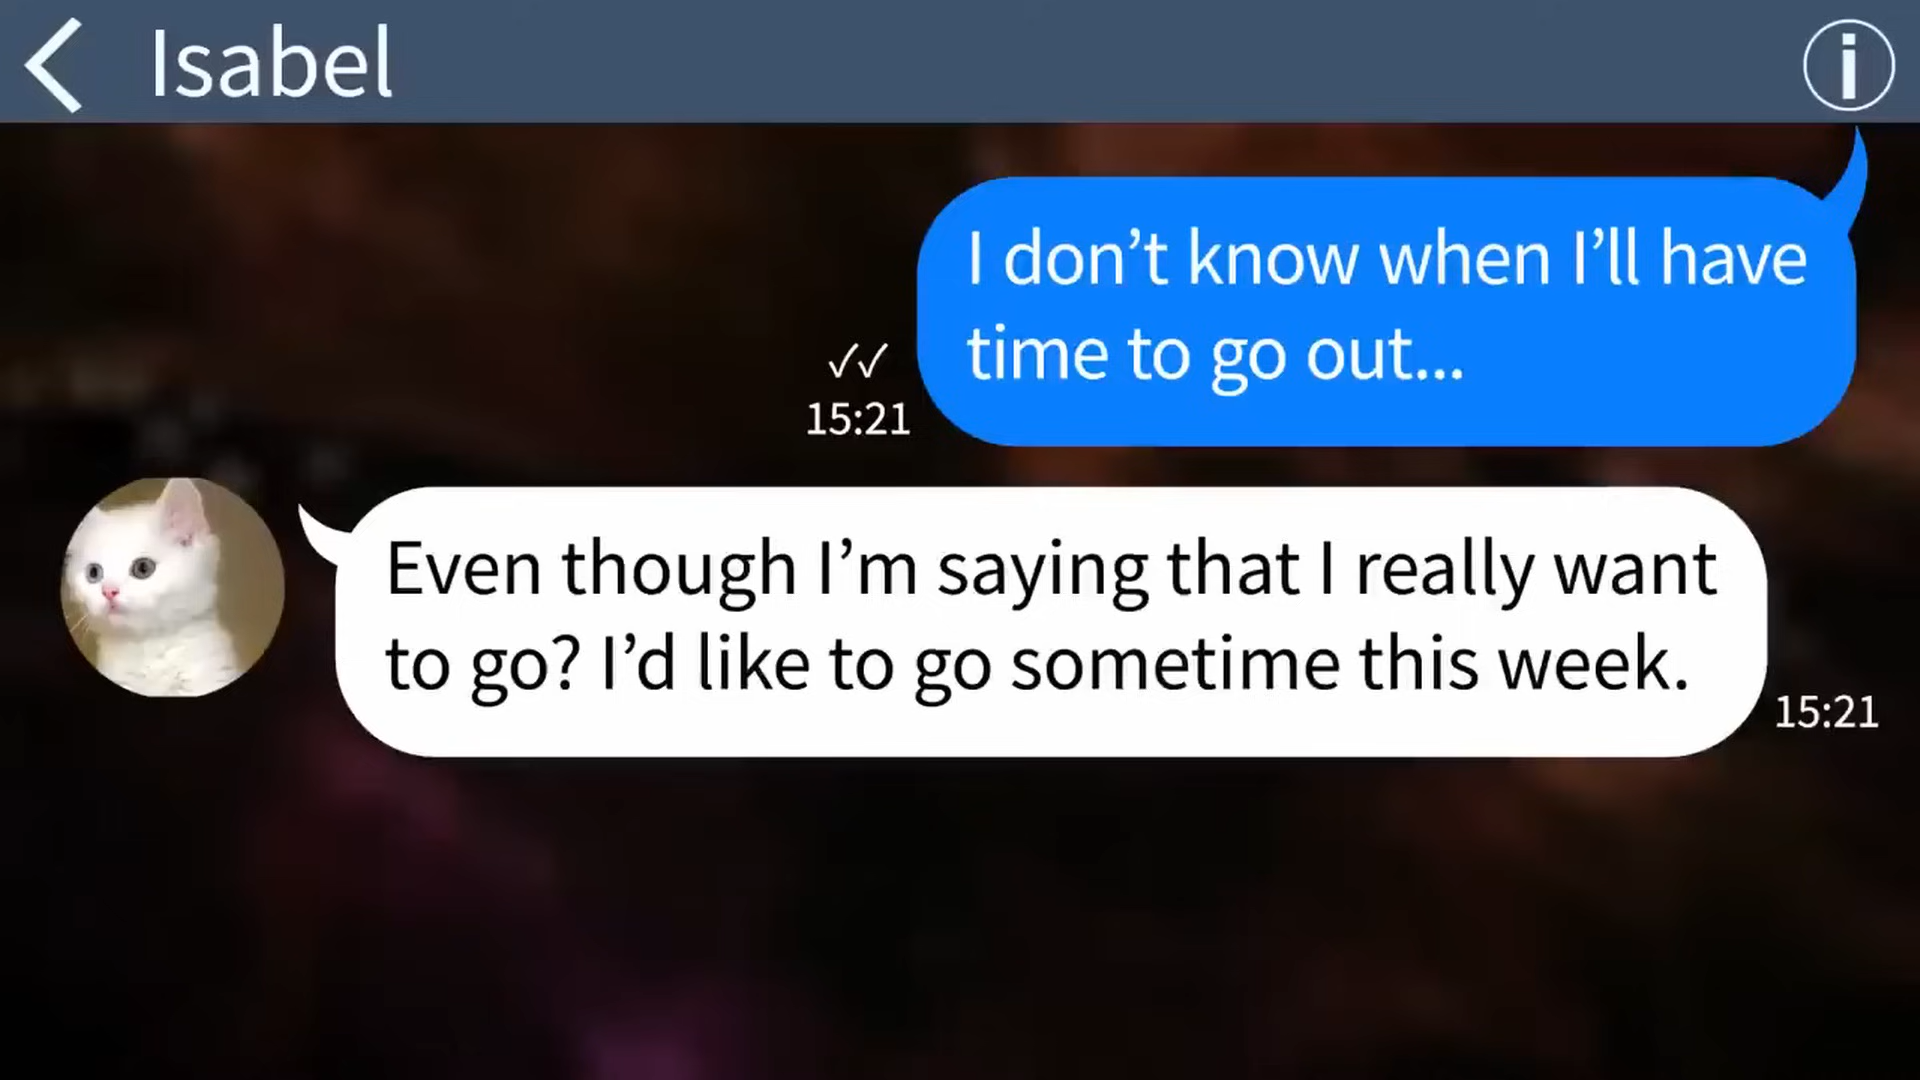 Isabel
I don’t know when I’ll have
time to go out...
✓✓
15:21
Even though I’m saying that I really want
to go? I’d like to go sometime this week.
15:21